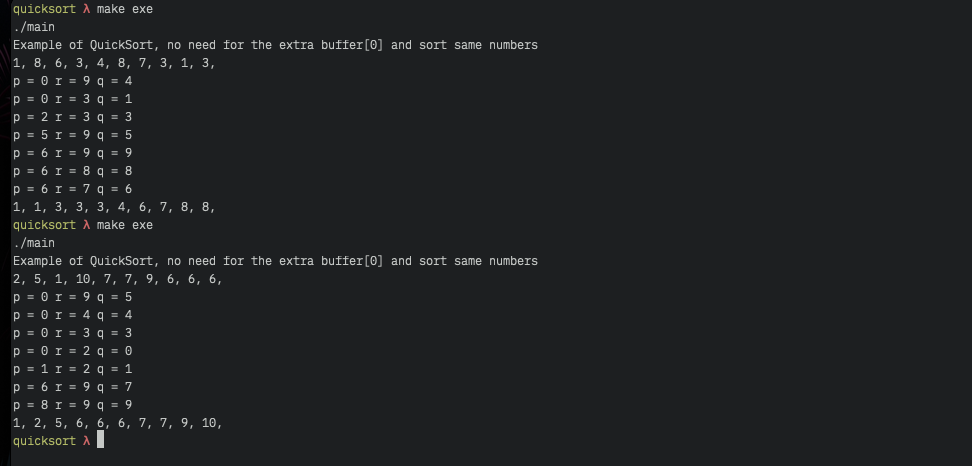 quicksort λ make exe
./main
Example of QuickSort, no need for the extra buffer[0] and sort same numbers
1, 8, 6, 3, 4, 8, 7, 3, 1, 3,
p = 0 r = 9 q = 4
p = 0 r = 3 q = 1
p = 2 r = 3 q = 3
p = 5 r = 9 q = 5
p = 6 r = 9 q = 9
p = 6 r = 8 q = 8
p = 6 r = 7 q = 6
1, 1, 3, 3, 3, 4, 6, 7, 8, 8,
quicksort λ make exe
./main
Example of QuickSort, no need for the extra buffer[0] and sort same numbers
2, 5, 1, 10, 7, 7, 9, 6, 6, 6,
p = 0 r = 9 q = 5
p = 0 r = 4 q = 4
p = 0 r = 3 q = 3
p = 0 r = 2 q = 0
p = 1 r = 2 q = 1
p = 6 r = 9 q = 7
p = 8 r = 9 q = 9
1, 2, 5, 6, 6, 6, 7, 7, 9, 10,
quicksort λ